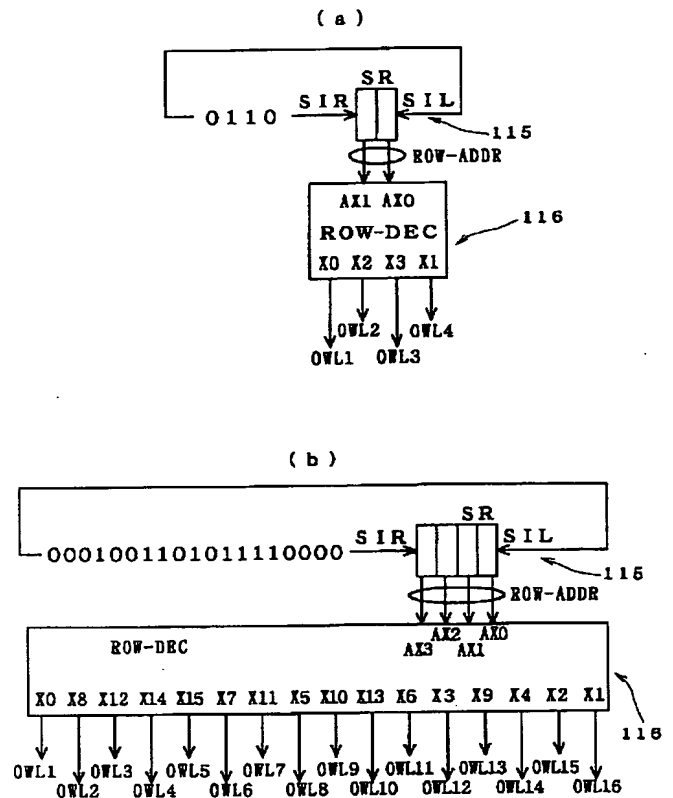 (a)
SR
0110 SIR SIL
115
ROW-ADDR
AX1 AX0
ROW-DEC
116
X0 X2 X3 X1
OWL2 OWL4
OWL1 OWL3
(b)
SR
0001001101011110000 SIR SIL
115
ROW-ADDR
AX2 AX0
AX3 AX1
ROW-DEC
X0 X8 X12 X14 X15 X7 X11 X5 X10 X13 X6 X3 X9 X4 X2 X1
116
OWL1 OWL3 OWL5 OWL7 OWL9 OWL11 OWL13 OWL15
OWL2 OWL4 OWL6 OWL8 OWL10 OWL12 OWL14 OWL16